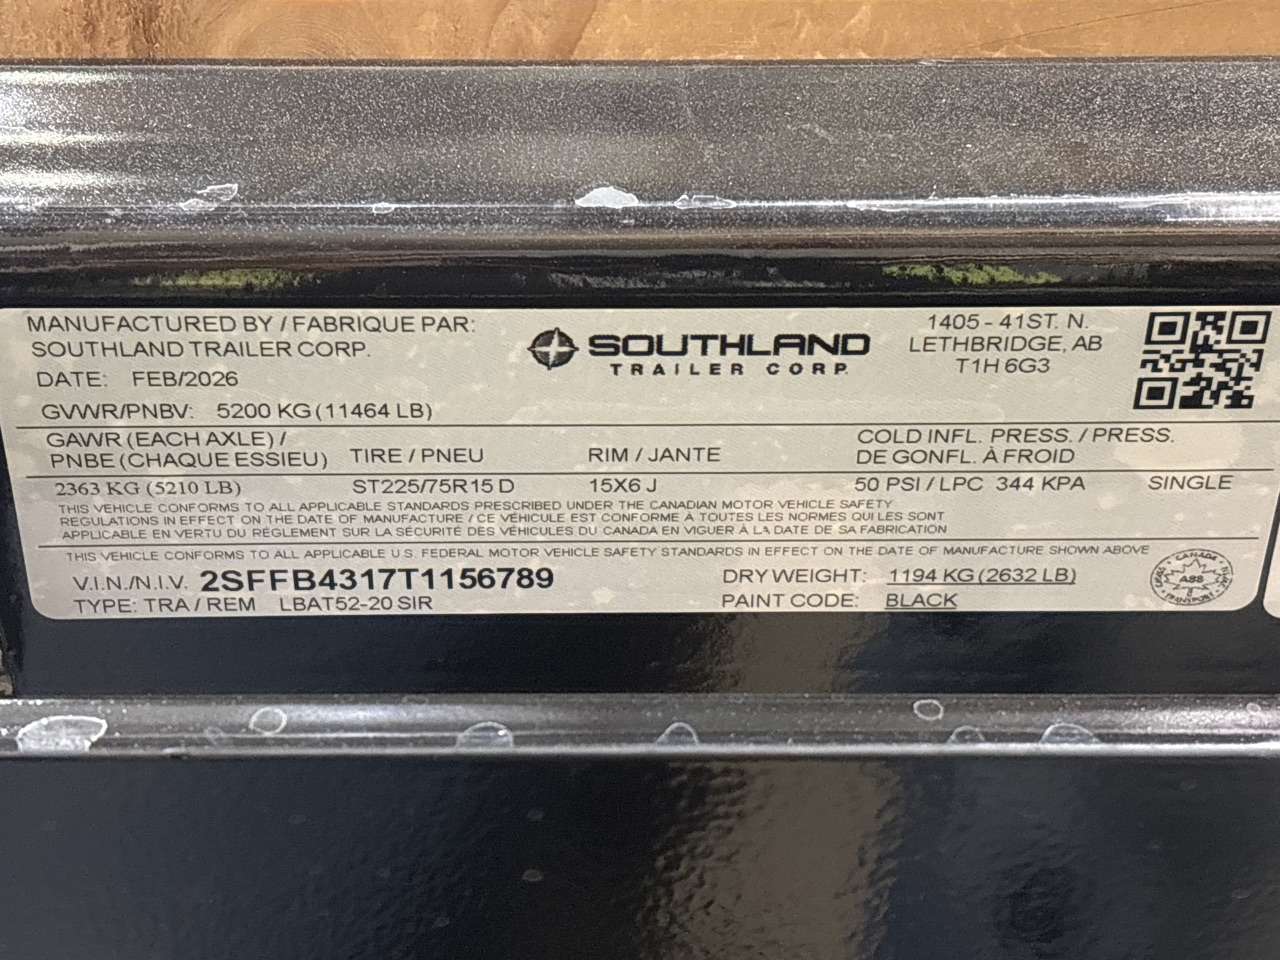 MANUFACTURED BY / FABRIQUE PAR:
SOUTHLAND TRAILER CORP.
DATE: FEB/2026
GVWR/PNBV: 5200 KG (11464 LB)
SOUTHLAND
TRAILER CORP.
1405 - 41ST. N.
LETHBRIDGE, AB
T1H 6G3
GAWR (EACH AXLE) /
PNBE (CHAQUE ESSIEU) TIRE / PNEU RIM / JANTE
COLD INFL. PRESS. / PRESS.
DE GONFL. À FROID
2363 KG (5210 LB) ST225/75R15 D 15X6 J 50 PSI / LPC 344 KPA SINGLE
THIS VEHICLE CONFORMS TO ALL APPLICABLE STANDARDS PRESCRIBED UNDER THE CANADIAN MOTOR VEHICLE SAFETY
REGULATIONS IN EFFECT ON THE DATE OF MANUFACTURE / CE VÉHICULE EST CONFORME À TOUTES LES NORMES QUI LES SONT
APPLICABLE EN VERTU DU RÉGLEMENT SUR LA SÉCURITÉ DES VÉHICULES DU CANADA EN VIGUER À LA DATE DE SA FABRICATION
THIS VEHICLE CONFORMS TO ALL APPLICABLE U.S. FEDERAL MOTOR VEHICLE SAFETY STANDARDS IN EFFECT ON THE DATE OF MANUFACTURE SHOWN ABOVE
V.I.N./N.I.V. 2SFFB4317T1156789 DRY WEIGHT: 1194 KG (2632 LB)
TYPE: TRA / REM LBAT52-20 SIR PAINT CODE: BLACK
CANADA
TRANSPORT